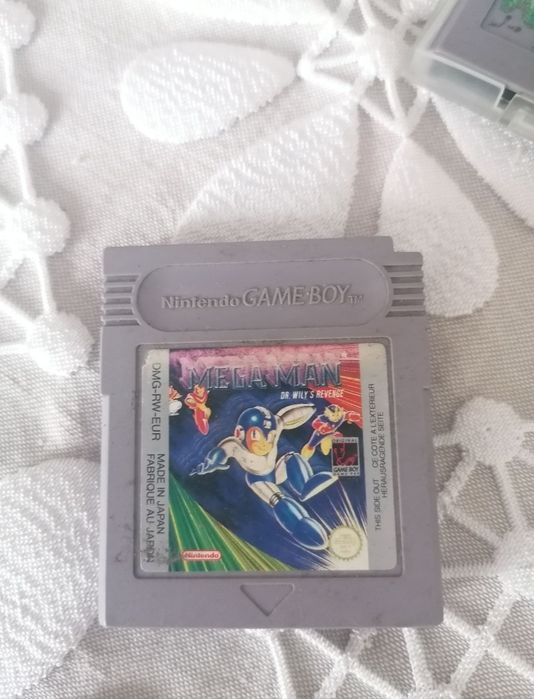 Nintendo GAME BOY TM
MEGA MAN
DR. WILY'S REVENGE
DMG-RW-EUR
MADE IN JAPAN
FABRIQUE AU JAPON
ORIGINAL
GAME BOY
Nintendo
THIS SIDE OUT CE COTE A L'EXTERIEUR
HERAUSRAGENDE SEITE